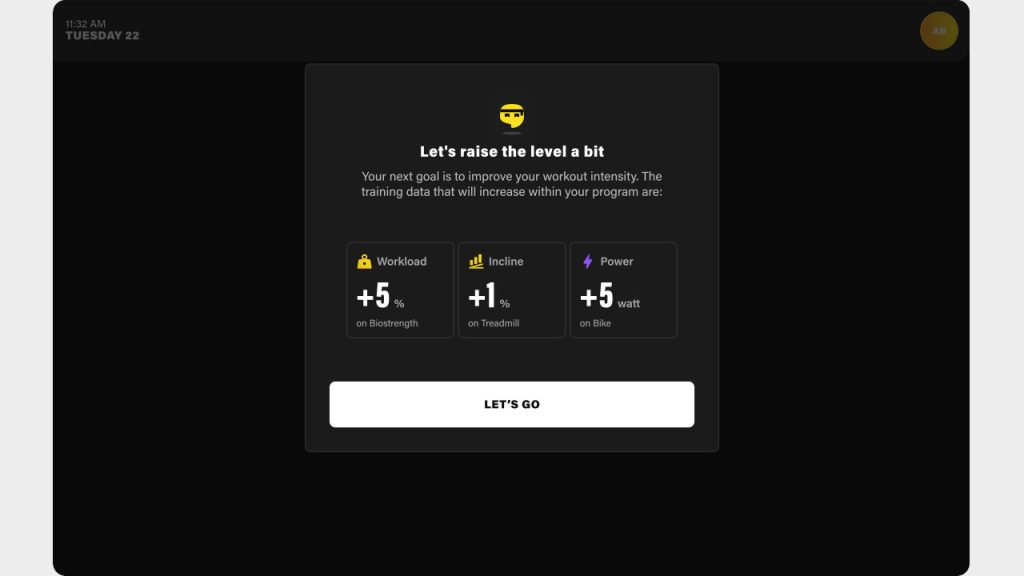 11:32 AM
TUESDAY 22
AB
Let's raise the level a bit
Your next goal is to improve your workout intensity. The
training data that will increase within your program are:
Workload
+5 %
on Biostrength
Incline
+1 %
on Treadmill
Power
+5 watt
on Bike
LET'S GO